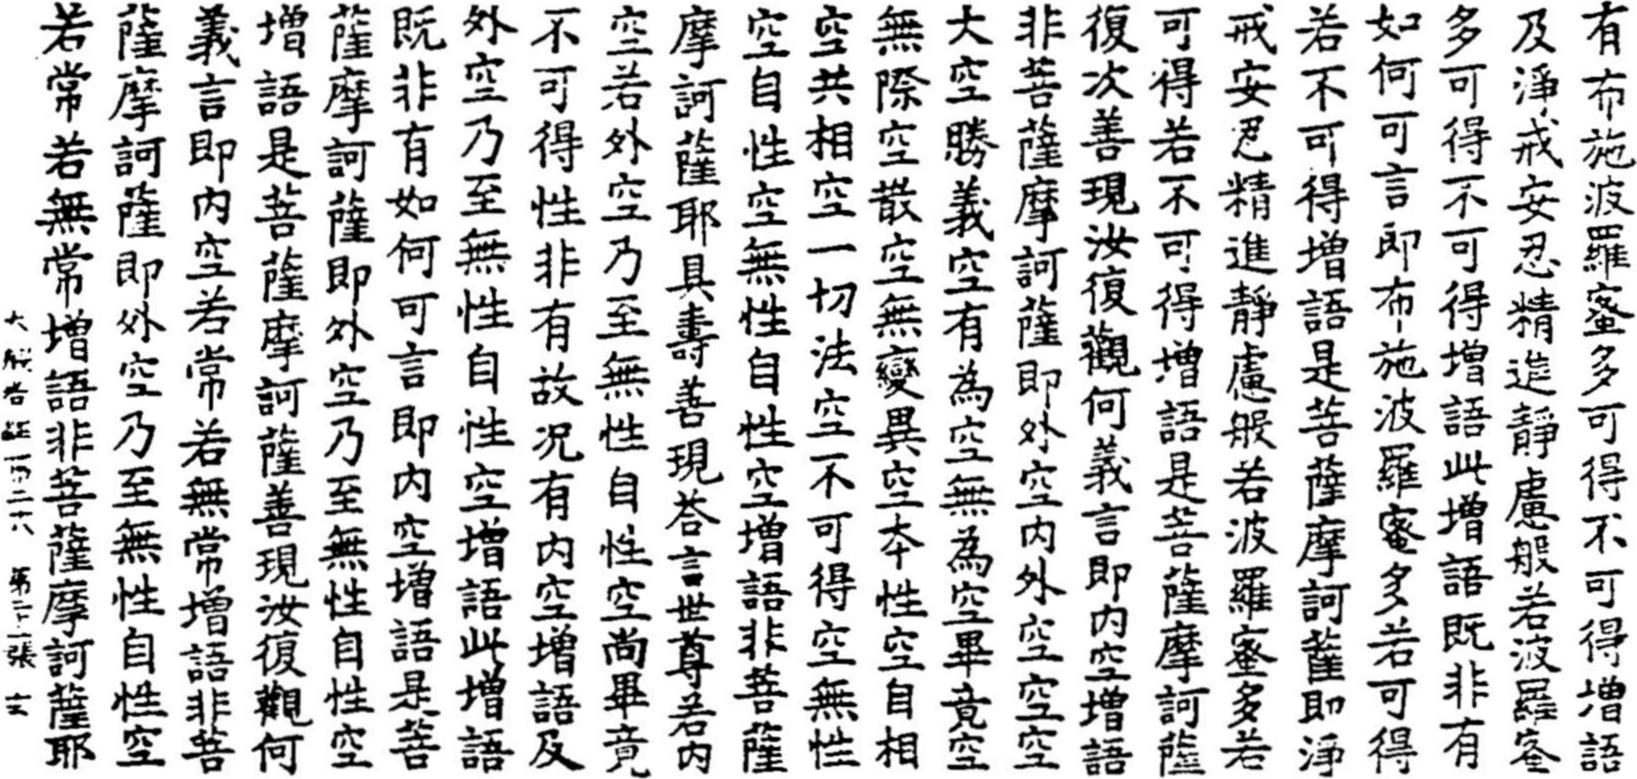 有布施波羅蜜多可得不可得增語
及淨戒安忍精進靜慮般若波羅蜜
多可得不可得增語此增語既非有
如何可言即布施波羅蜜多若可得
若不可得增語是菩薩摩訶薩即淨
戒安忍精進靜慮般若波羅蜜多若
可得若不可得增語是菩薩摩訶薩
復次善現汝復觀何義言即內空增語
非菩薩摩訶薩即外空內外空空空
大空勝義空有為空無為空畢竟空
無際空散空無變異空本性空自相
空共相空一切法空不可得空無性
空自性空無性自性空增語非菩薩
摩訶薩耶具壽善現荅言世尊若內
空若外空乃至無性自性空尚畢竟
不可得性非有故况有內空增語及
外空乃至無性自性空增語此增語
既非有如何可言即內空增語是菩
薩摩訶薩即外空乃至無性自性空
增語是菩薩摩訶薩善現汝復觀何
義言即內空若常若無常增語非菩
薩摩訶薩即外空乃至無性自性空
若常若無常增語非菩薩摩訶薩耶
大般若經 第二十一張